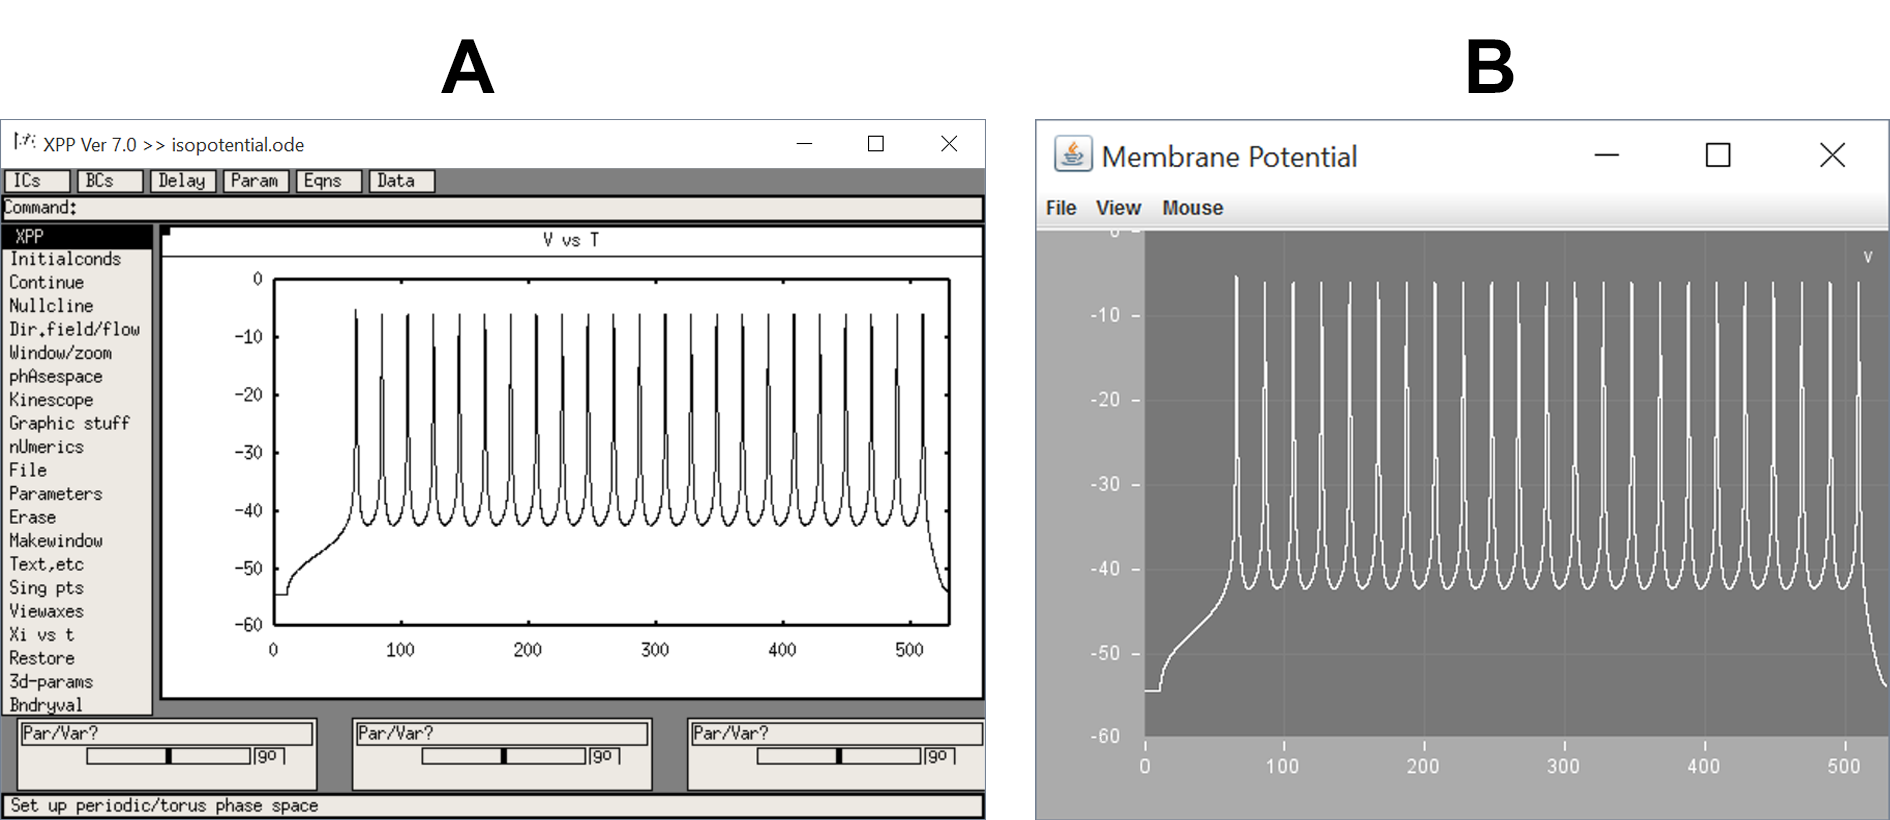 A
B
XPP Ver 7.0 >> isopotential.ode
ICs BCs Delay Param Eqns Data
Command:
XPP
Initialconds
Continue
Nullcline
Dir.field/flow
Window/zoom
phAsespace
Kinescope
Graphic stuff
nUmerics
File
Parameters
Erase
Makewindow
Text,etc
Sing pts
Viewaxes
Xi vs t
Restore
3d-params
Bndryval
V vs T
0
-10
-20
-30
-40
-50
-60
0 100 200 300 400 500
Par/Var? Par/Var? Par/Var?
go go go
Set up periodic/torus phase space
Membrane Potential
File View Mouse
V
0
-10
-20
-30
-40
-50
-60
0 100 200 300 400 500